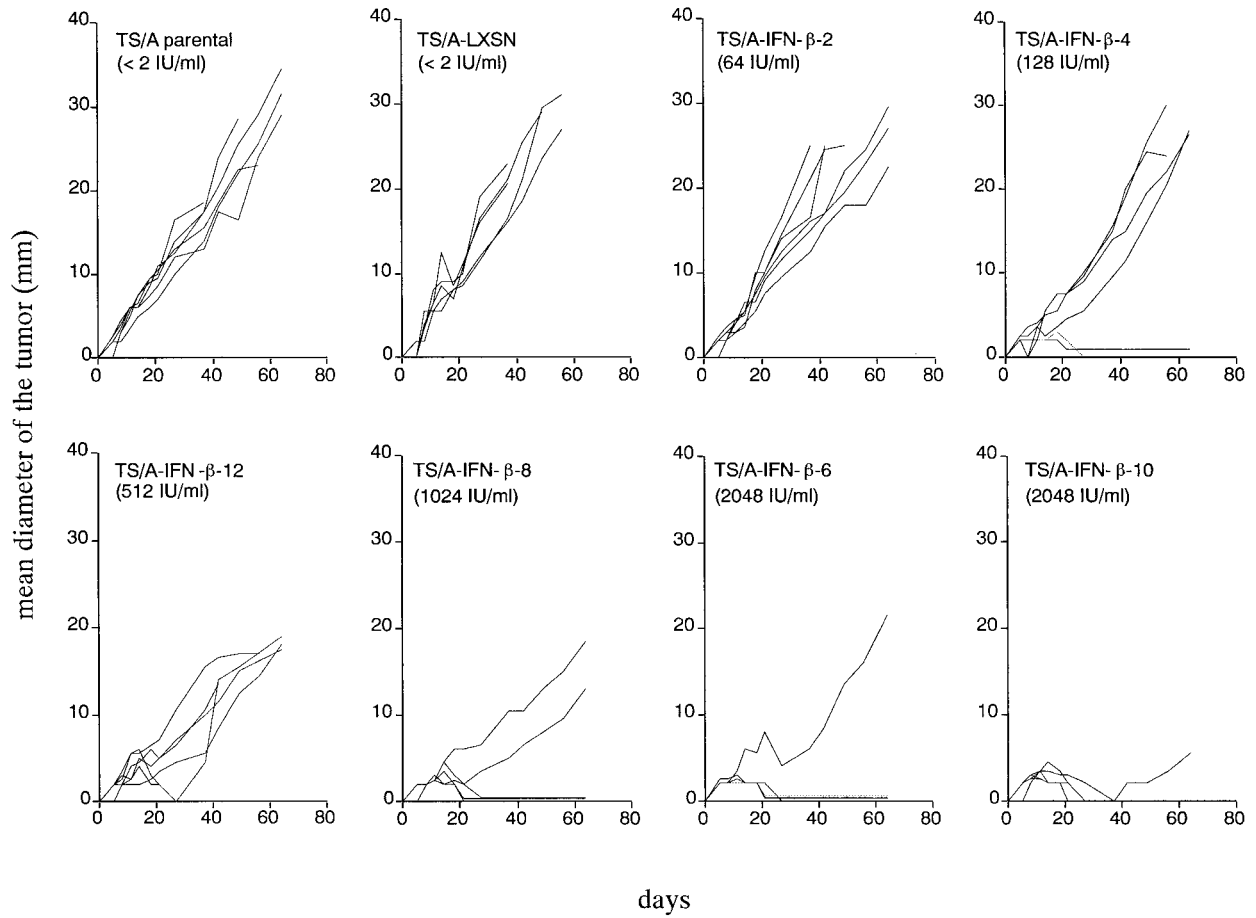 mean diameter of the tumor (mm)
TS/A parental
(< 2 IU/ml)
40
30
20
10
0
0 20 40 60 80
TS/A-LXSN
(< 2 IU/ml)
40
30
20
10
0
0 20 40 60 80
TS/A-IFN-β-2
(64 IU/ml)
40
30
20
10
0
0 20 40 60 80
TS/A-IFN-β-4
(128 IU/ml)
40
30
20
10
0
0 20 40 60 80
TS/A-IFN-β-12
(512 IU/ml)
40
30
20
10
0
0 20 40 60 80
TS/A-IFN-β-8
(1024 IU/ml)
40
30
20
10
0
0 20 40 60 80
TS/A-IFN-β-6
(2048 IU/ml)
40
30
20
10
0
0 20 40 60 80
TS/A-IFN-β-10
(2048 IU/ml)
40
30
20
10
0
0 20 40 60 80
days